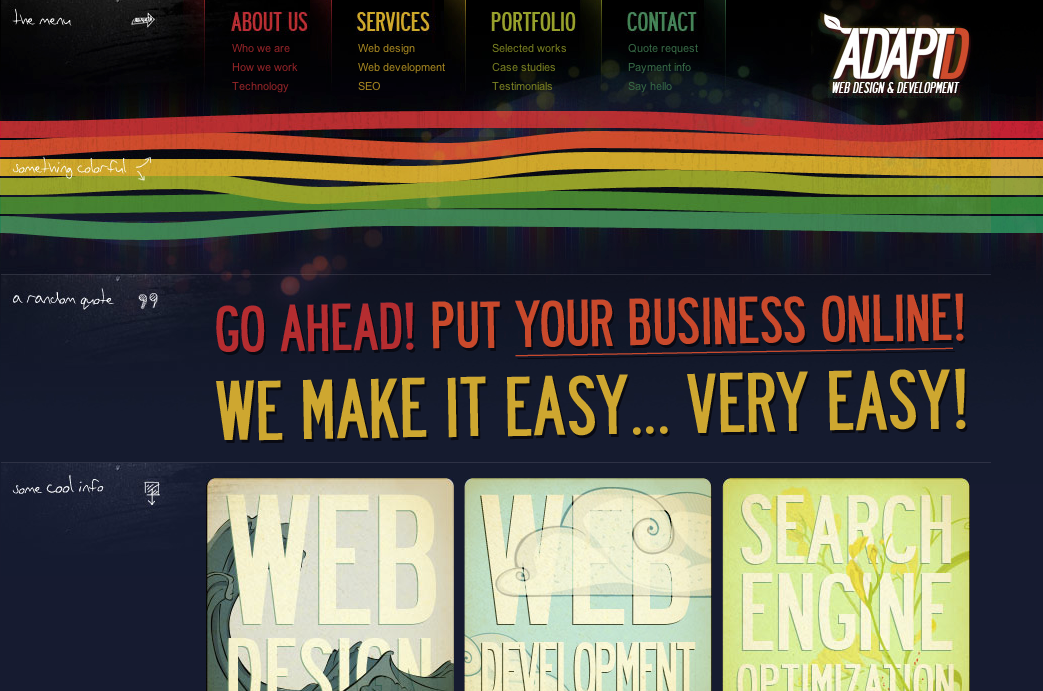 the menu
ABOUT US
Who we are
How we work
Technology
SERVICES
Web design
Web development
SEO
PORTFOLIO
Selected works
Case studies
Testimonials
CONTACT
Quote request
Payment info
Say hello
ADAPTD
WEB DESIGN & DEVELOPMENT
something colorful
a random quote
GO AHEAD! PUT YOUR BUSINESS ONLINE!
WE MAKE IT EASY... VERY EASY!
some cool info
WEB
DESIGN
WEB
DEVELOPMENT
SEARCH
ENGINE
OPTIMIZATION